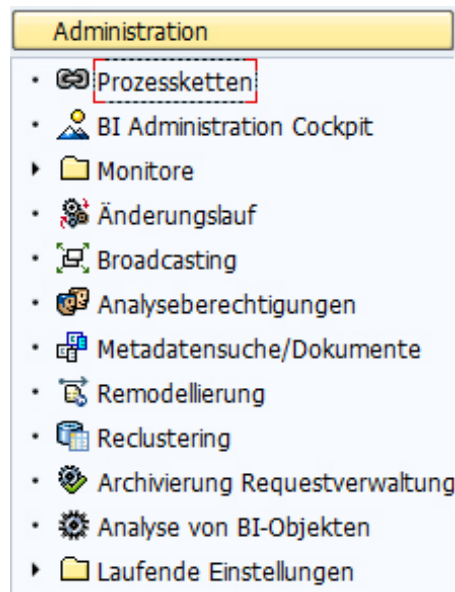 Administration
Prozessketten
BI Administration Cockpit
Monitore
Änderungslauf
Broadcasting
Analyseberechtigungen
Metadatensuche/Dokumente
Remodellierung
Reclustering
Archivierung Requestverwaltung
Analyse von BI-Objekten
Laufende Einstellungen